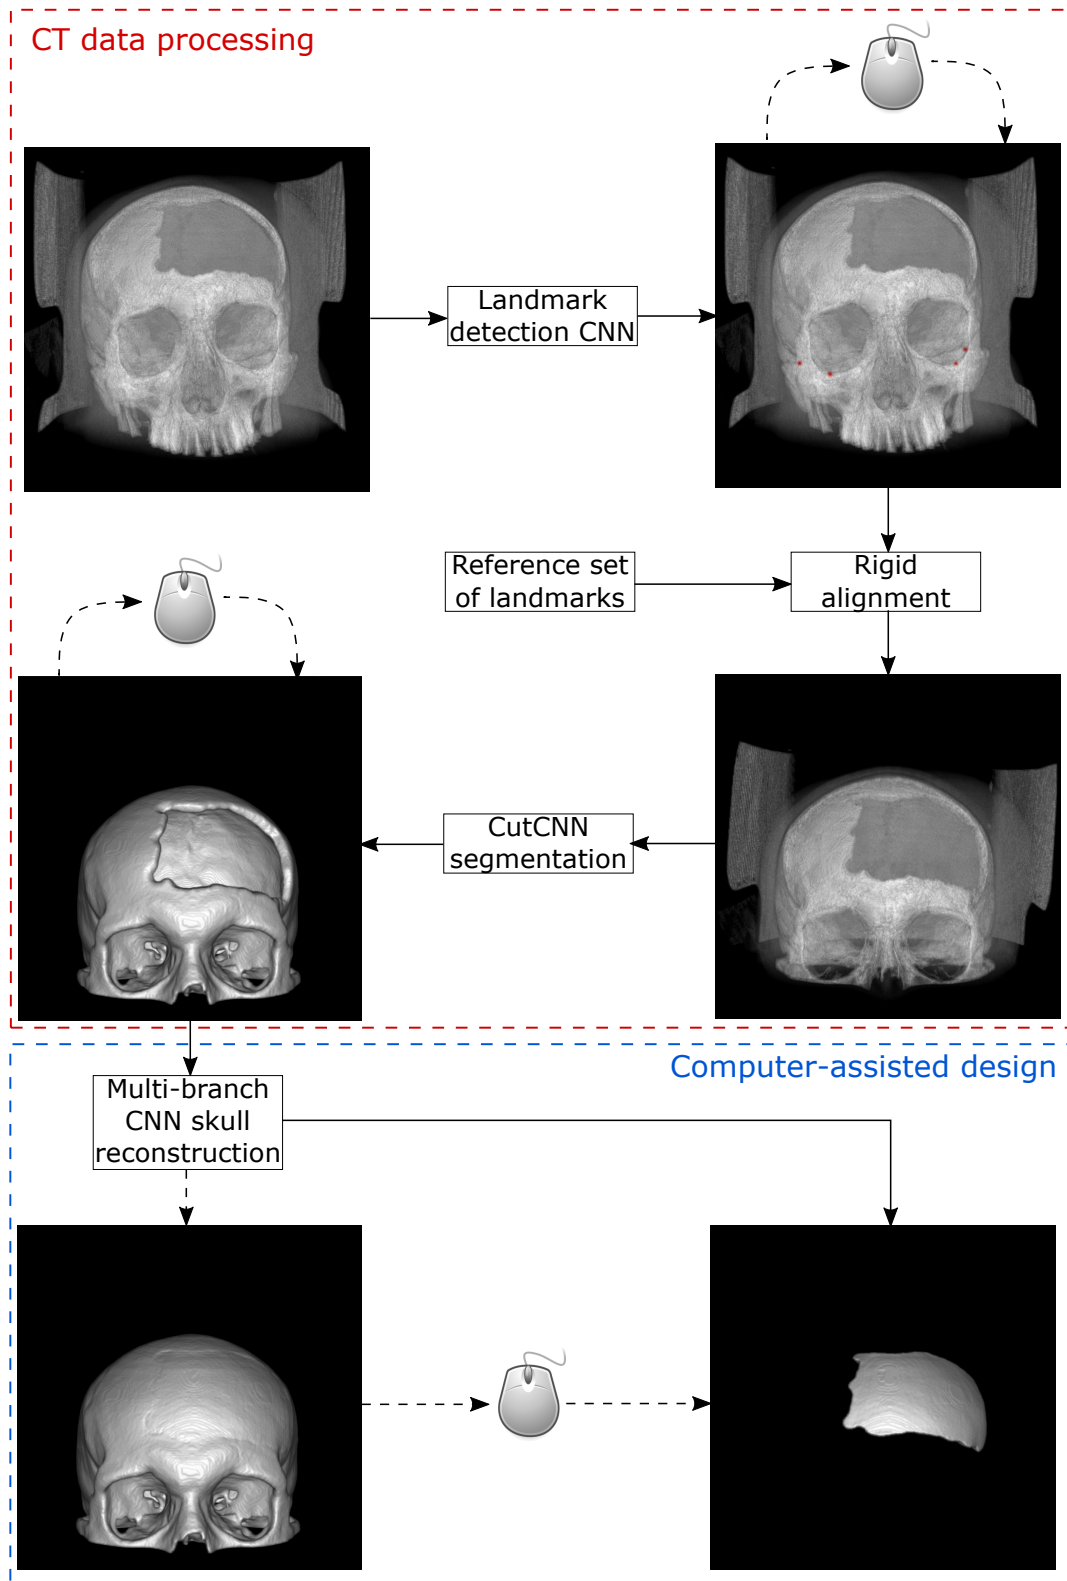 CT data processing
Landmark
detection CNN
Reference set
of landmarks
Rigid
alignment
CutCNN
segmentation
Computer-assisted design
Multi-branch
CNN skull
reconstruction